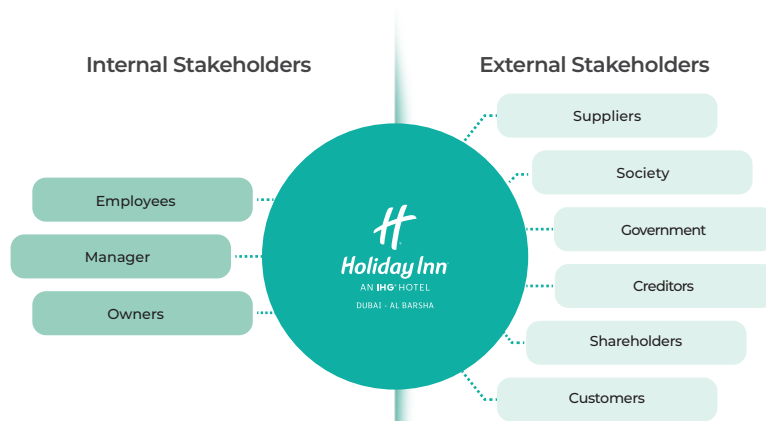 Internal Stakeholders
External Stakeholders
Suppliers
Society
Employees
Government
Manager
Holiday Inn
AN IHG® HOTEL
DUBAI - AL BARSHA
Creditors
Owners
Shareholders
Customers